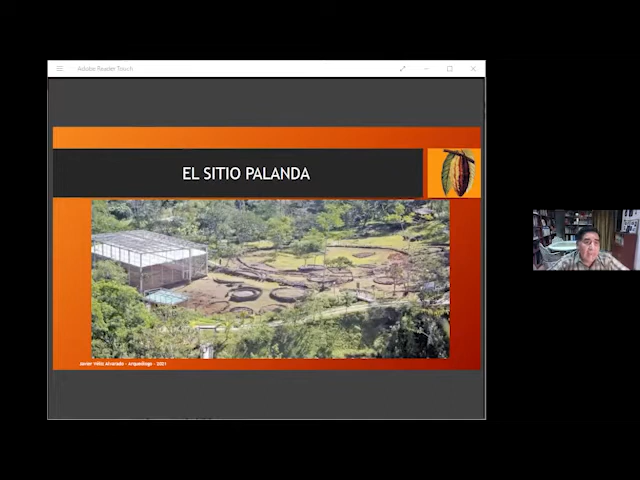 Adobe Reader Touch
EL SITIO PALANDA
Javier Véliz Alvarado - Arqueólogo - 2021